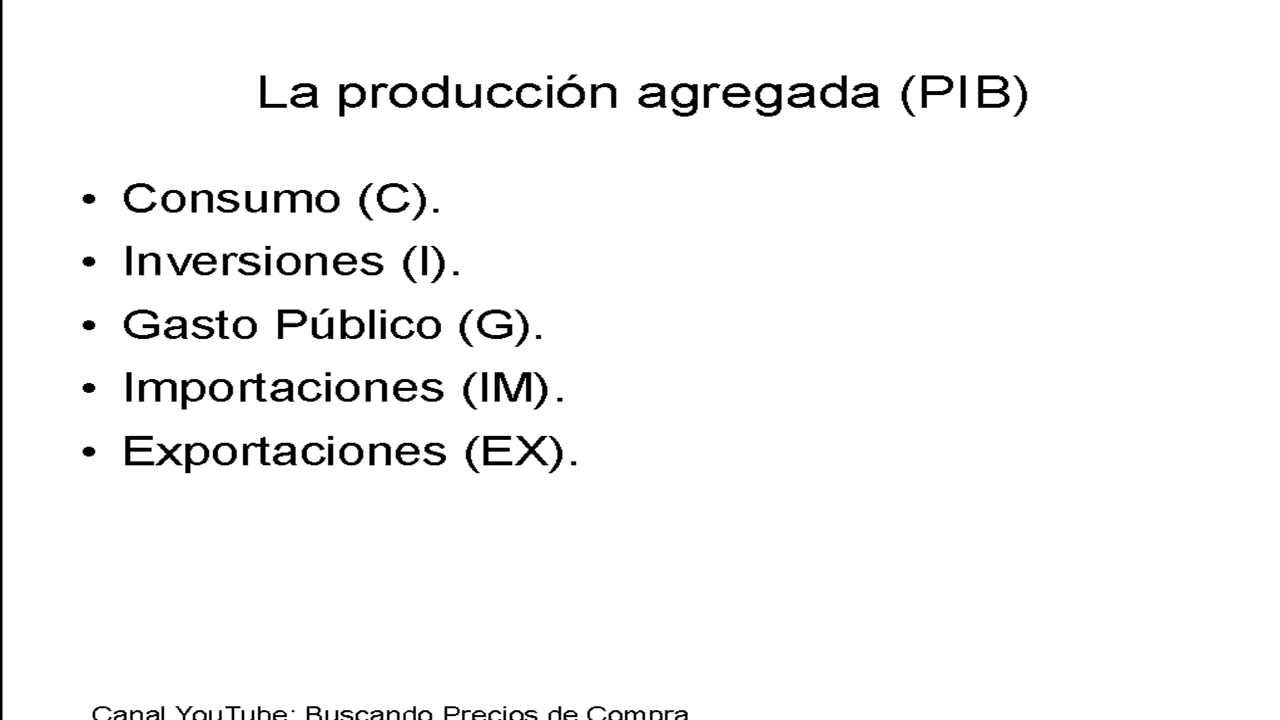 La producción agregada (PIB)
• Consumo (C).
• Inversiones (I).
• Gasto Público (G).
• Importaciones (IM).
• Exportaciones (EX).
Canal YouTube: Buscando Precios de Compra